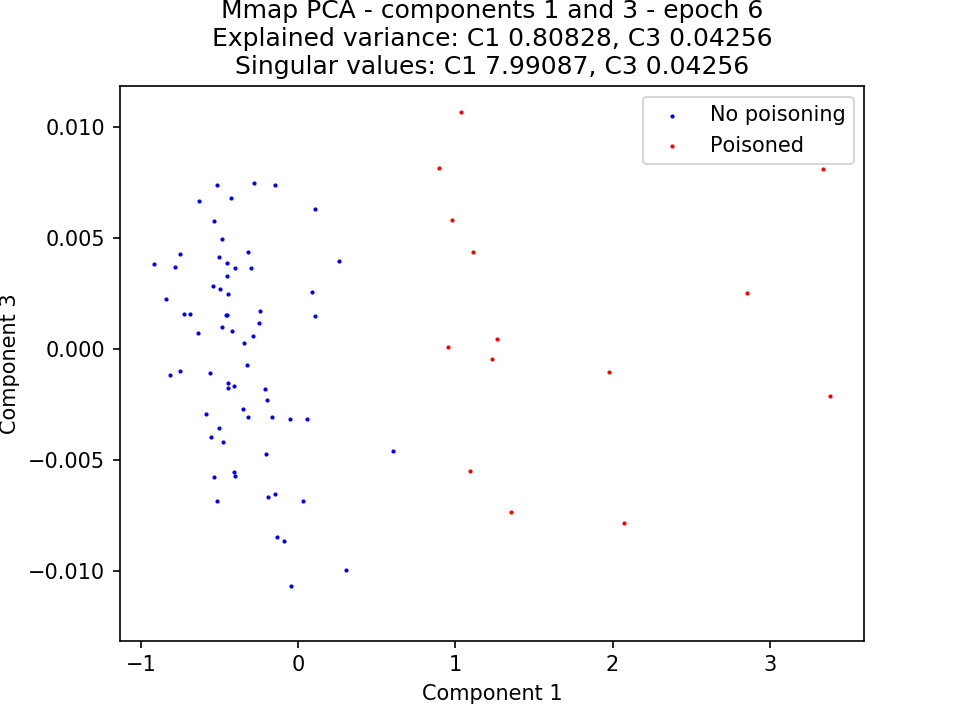 Mmap PCA - components 1 and 3 - epoch 6
Explained variance: C1 0.80828, C3 0.04256
Singular values: C1 7.99087, C3 0.04256
No poisoning
Poisoned
0.010
0.005
0.000
−0.005
−0.010
Component 3
−1
0
1
2
3
Component 1